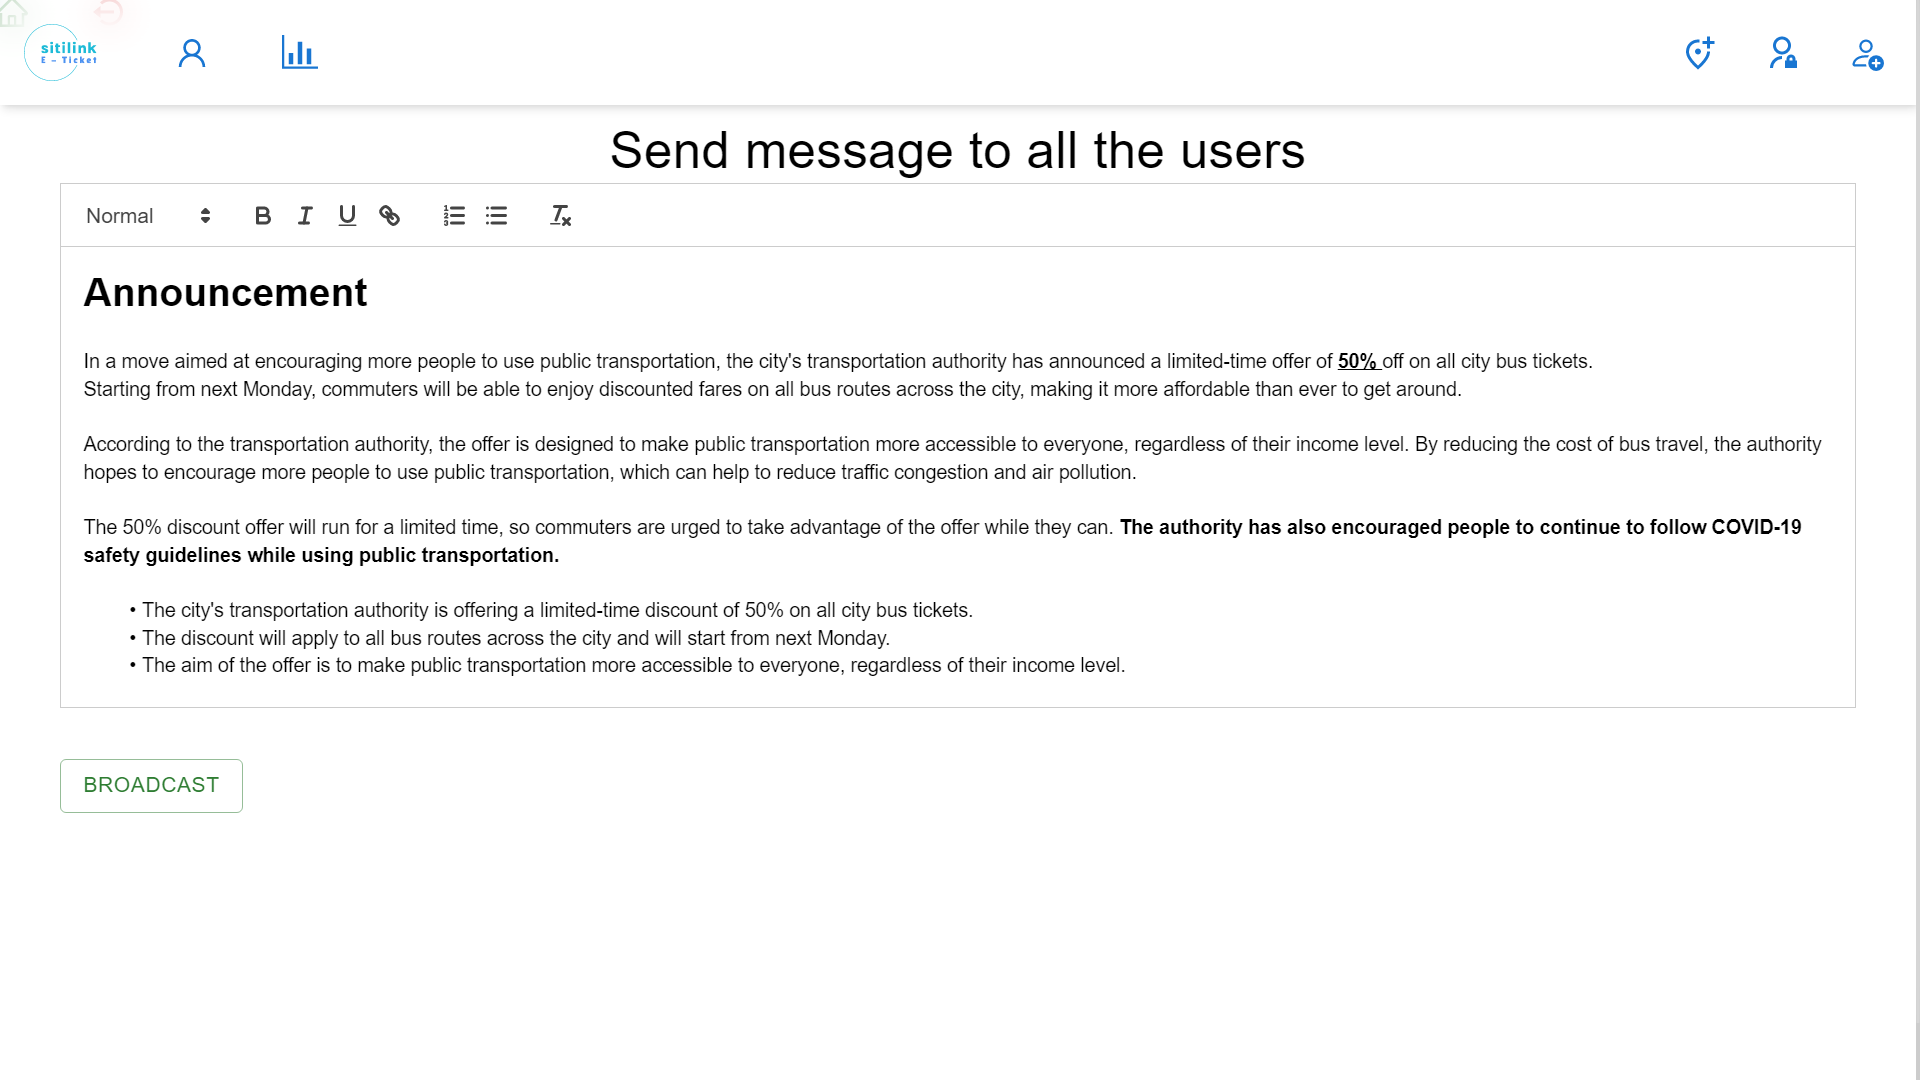 sitilink
E - Ticket
Send message to all the users
Normal
Announcement
In a move aimed at encouraging more people to use public transportation, the city's transportation authority has announced a limited-time offer of 50% off on all city bus tickets.
Starting from next Monday, commuters will be able to enjoy discounted fares on all bus routes across the city, making it more affordable than ever to get around.
According to the transportation authority, the offer is designed to make public transportation more accessible to everyone, regardless of their income level. By reducing the cost of bus travel, the authority
hopes to encourage more people to use public transportation, which can help to reduce traffic congestion and air pollution.
The 50% discount offer will run for a limited time, so commuters are urged to take advantage of the offer while they can. The authority has also encouraged people to continue to follow COVID-19
safety guidelines while using public transportation.
• The city's transportation authority is offering a limited-time discount of 50% on all city bus tickets.
• The discount will apply to all bus routes across the city and will start from next Monday.
• The aim of the offer is to make public transportation more accessible to everyone, regardless of their income level.
BROADCAST